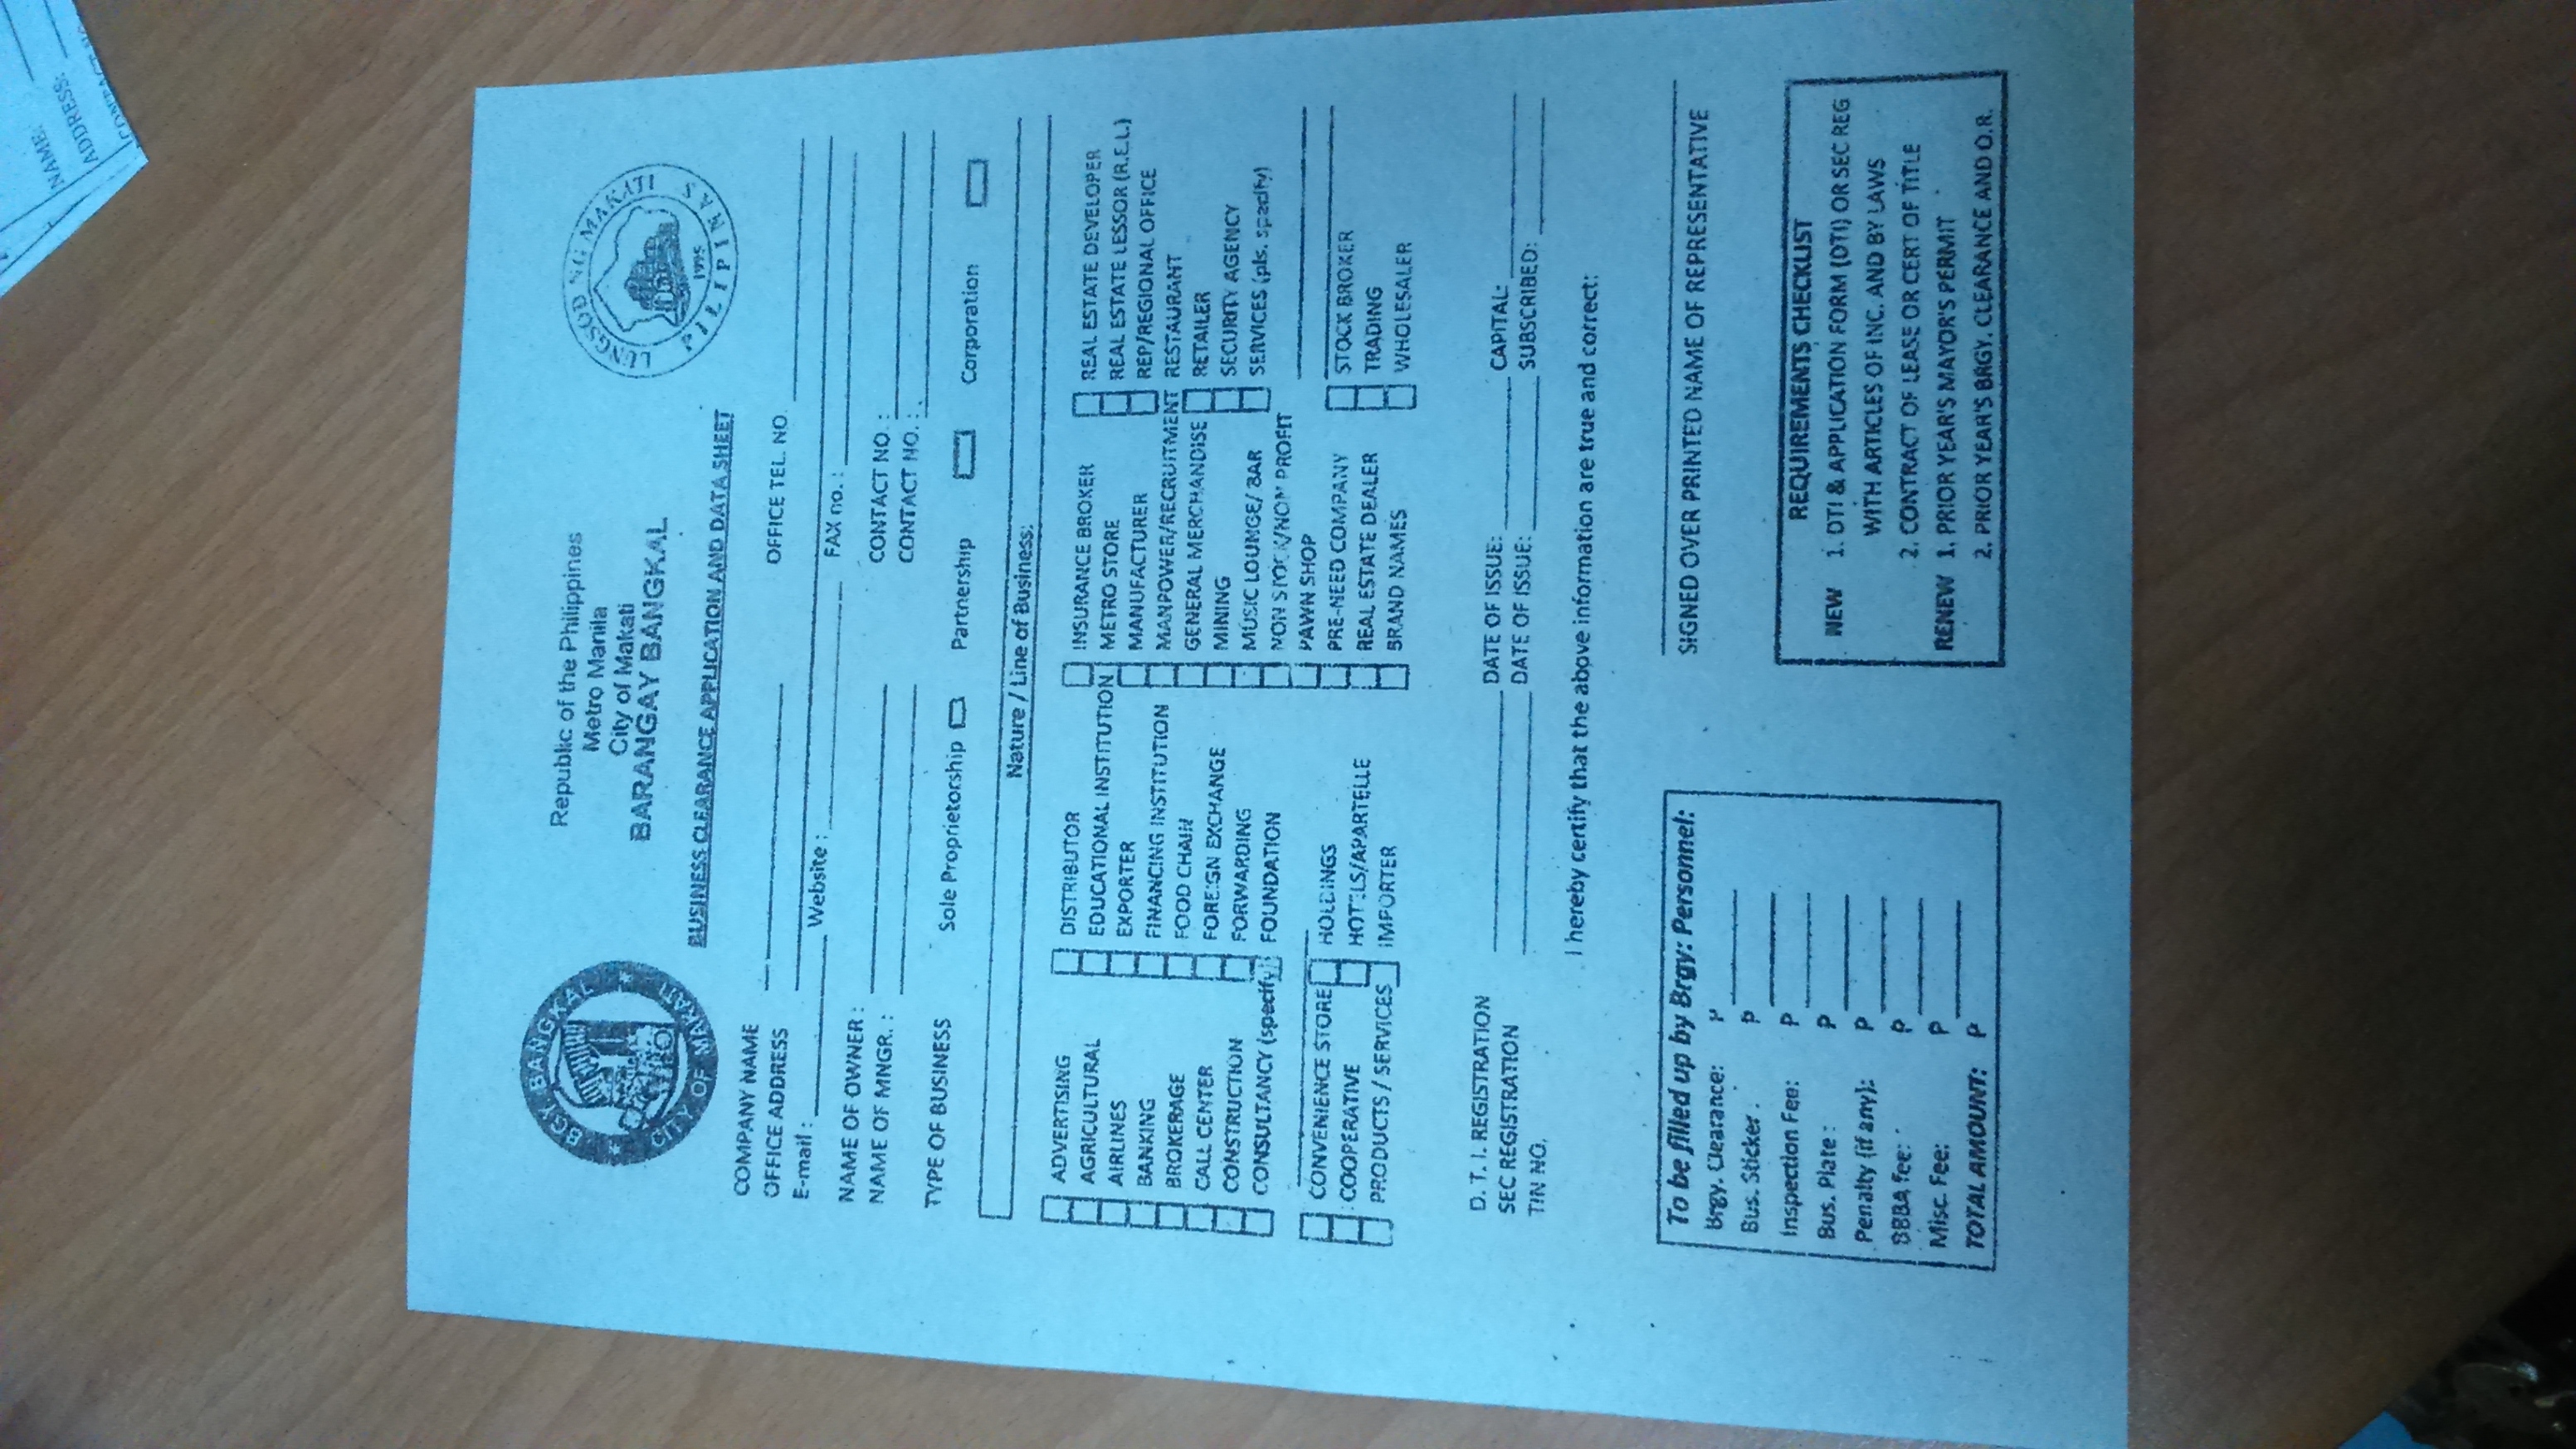 BGY BANGKAL
CITY OF MAKATI
Republic of the Philippines
Metro Manila
City of Makati
BARANGAY BANGKAL
LUNGSOD NG MAKATI
PILIPINAS
1995
BUSINESS CLEARANCE APPLICATION AND DATA SHEET
COMPANY NAME OFFICE TEL. NO.
OFFICE ADDRESS
E-mail : Website : FAX no. :
NAME OF OWNER : CONTACT NO. :
NAME OF MNGR. : CONTACT NO. :
TYPE OF BUSINESS Sole Proprietorship Partnership Corporation
Nature / Line of Business:
ADVERTISING DISTRIBUTOR INSURANCE BROKER REAL ESTATE DEVELOPER
AGRICULTURAL EDUCATIONAL INSTITUTION METRO STORE REAL ESTATE LESSOR (R.E.L.)
AIRLINES EXPORTER MANUFACTURER REP/REGIONAL OFFICE
BANKING FINANCING INSTITUTION MANPOWER/RECRUITMENT RESTAURANT
BROKERAGE FOOD CHAIN GENERAL MERCHANDISE RETAILER
CALL CENTER FOREIGN EXCHANGE MINING SECURITY AGENCY
CONSTRUCTION FORWARDING MUSIC LOUNGE/ BAR SERVICES (pls. specify)
CONSULTANCY (specify) FOUNDATION NON STOCK/NON PROFIT
PAWN SHOP
CONVENIENCE STORE HOLDINGS PRE-NEED COMPANY STOCK BROKER
COOPERATIVE HOTELS/APARTELLE REAL ESTATE DEALER TRADING
PRODUCTS / SERVICES IMPORTER BRAND NAMES WHOLESALER
D. T. I. REGISTRATION DATE OF ISSUE: CAPITAL:
SEC REGISTRATION DATE OF ISSUE: SUBSCRIBED:
TIN NO.
I hereby certify that the above information are true and correct:
SIGNED OVER PRINTED NAME OF REPRESENTATIVE
To be filled up by Brgy: Personnel:
Brgy. Clearance: P
Bus. Sticker . P
Inspection Fee: P
Bus. Plate : P
Penalty (if any): P
BBBA fee: P
Misc. Fee: P
TOTAL AMOUNT: P
REQUIREMENTS CHECKLIST
NEW 1. DTI & APPLICATION FORM (DTI) OR SEC REG
WITH ARTICLES OF INC. AND BY LAWS
2. CONTRACT OF LEASE OR CERT OF TITLE
RENEW 1. PRIOR YEAR'S MAYOR'S PERMIT
2. PRIOR YEAR'S BRGY. CLEARANCE AND O.R.
NAME:
ADDRESS: